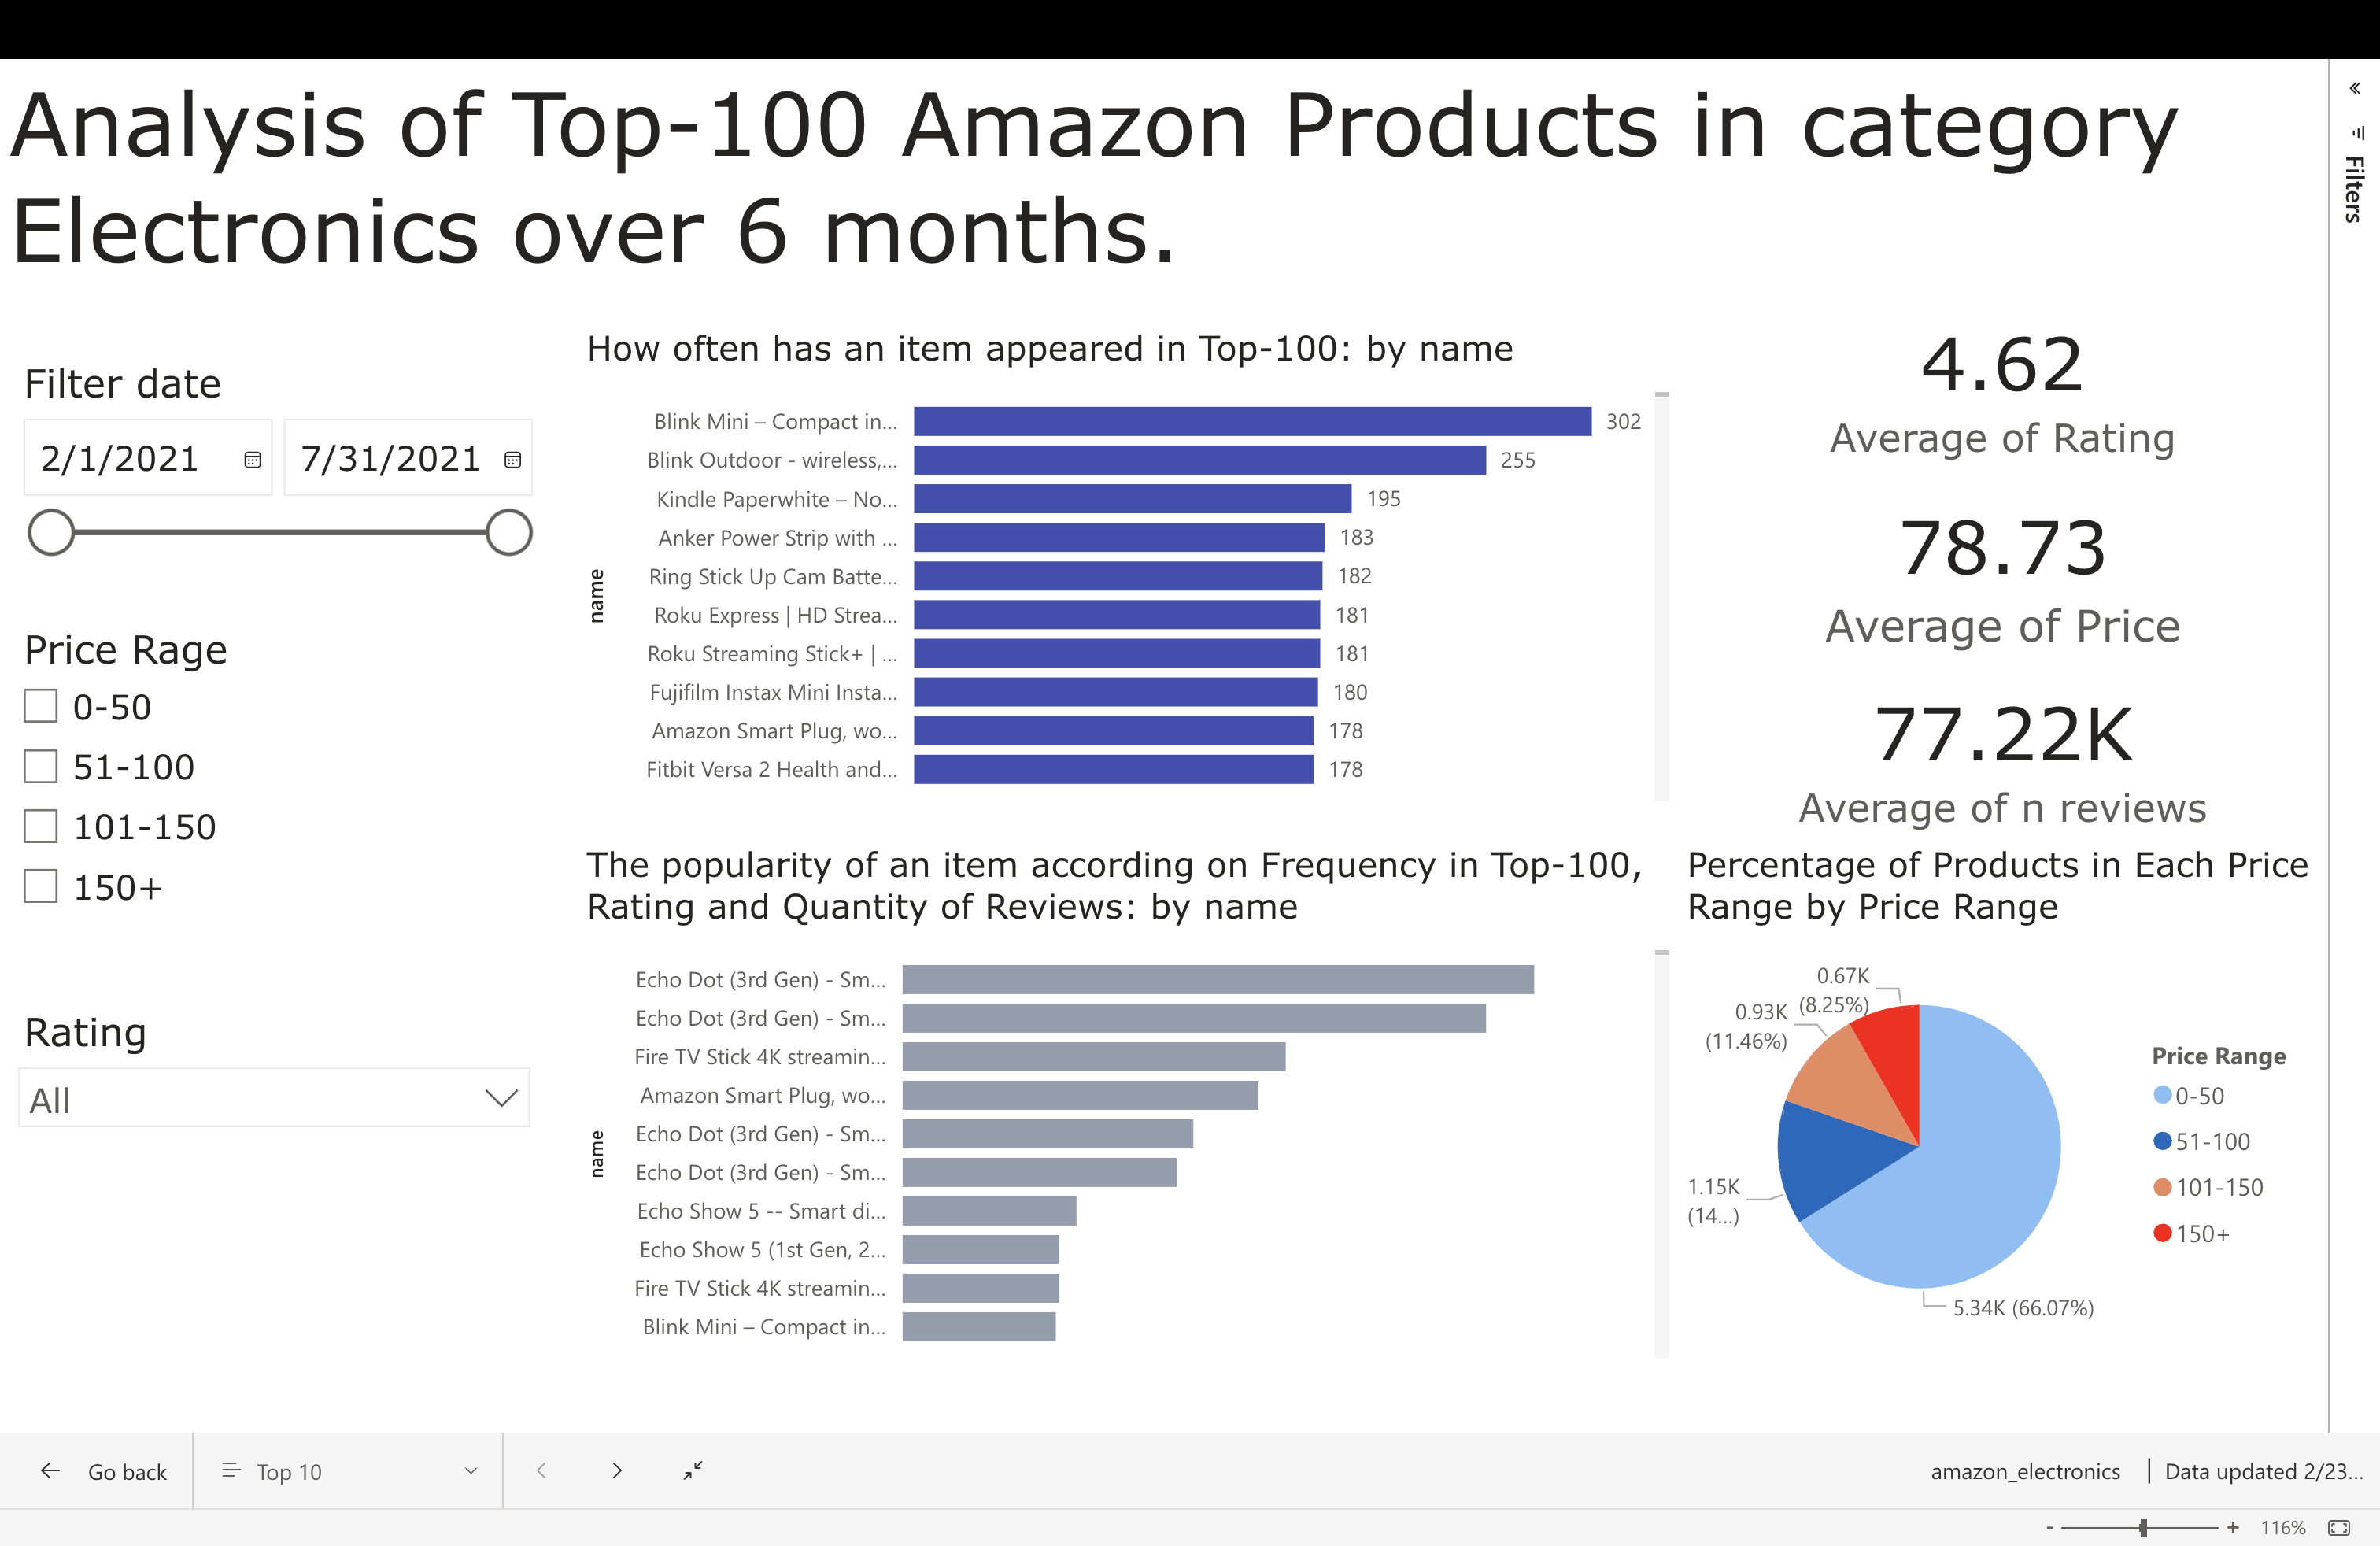 Analysis of Top-100 Amazon Products in category
Electronics over 6 months.
Filters
Filter date
2/1/2021
7/31/2021
Price Rage
0-50
51-100
101-150
150+
Rating
All
How often has an item appeared in Top-100: by name
name
Blink Mini – Compact in... 302
Blink Outdoor - wireless,... 255
Kindle Paperwhite – No... 195
Anker Power Strip with ... 183
Ring Stick Up Cam Batte... 182
Roku Express | HD Strea... 181
Roku Streaming Stick+ | ... 181
Fujifilm Instax Mini Insta... 180
Amazon Smart Plug, wo... 178
Fitbit Versa 2 Health and... 178
4.62
Average of Rating
78.73
Average of Price
77.22K
Average of n reviews
The popularity of an item according on Frequency in Top-100,
Rating and Quantity of Reviews: by name
name
Echo Dot (3rd Gen) - Sm...
Echo Dot (3rd Gen) - Sm...
Fire TV Stick 4K streamin...
Amazon Smart Plug, wo...
Echo Dot (3rd Gen) - Sm...
Echo Dot (3rd Gen) - Sm...
Echo Show 5 -- Smart di...
Echo Show 5 (1st Gen, 2...
Fire TV Stick 4K streamin...
Blink Mini – Compact in...
Percentage of Products in Each Price
Range by Price Range
0.67K
(8.25%)
0.93K
(11.46%)
1.15K
(14...)
5.34K (66.07%)
Price Range
0-50
51-100
101-150
150+
Go back
Top 10
amazon_electronics | Data updated 2/23...
- + 116%